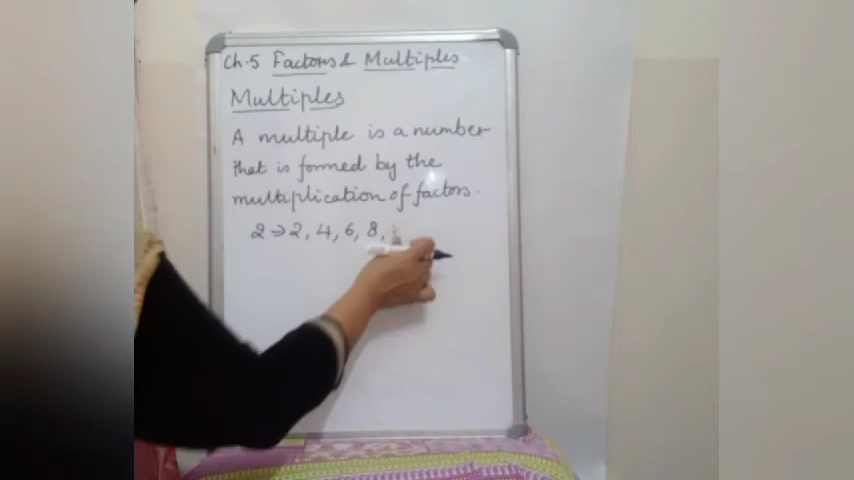 Ch.5 Factors & Multiples
Multiples
A multiple is a number
that is formed by the
multiplication of factors.
2 → 2, 4, 6, 8,